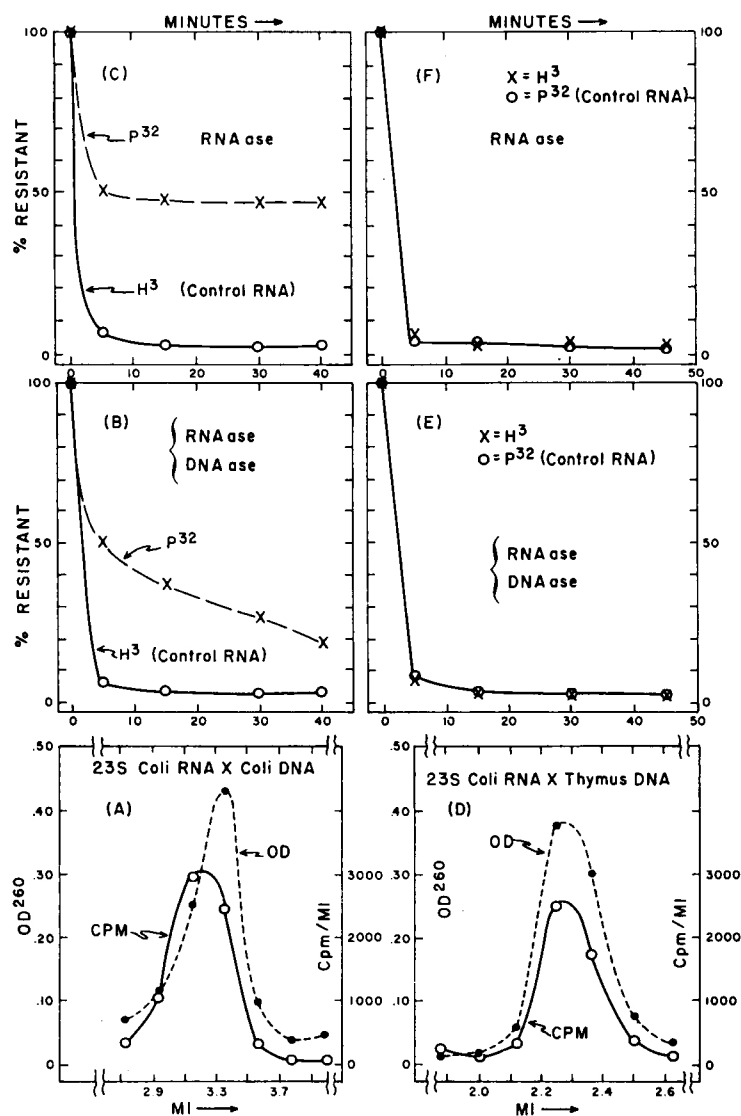 MINUTES →
MINUTES →
100
(C)
P³²
RNA ase
50
% RESISTANT
H³ (Control RNA)
0
0 10 20 30 40
(F)
X = H³
O = P³² (Control RNA)
RNA ase
100
50
0
0 10 20 30 40 50
100
(B)
RNA ase
DNA ase
50
P³²
% RESISTANT
H³ (Control RNA)
0
0 10 20 30 40
(E)
X = H³
O = P³² (Control RNA)
RNA ase
DNA ase
100
50
0
0 10 20 30 40 50
.50
23S Coli RNA X Coli DNA
(A)
.40
OD
.30
OD²⁶⁰
CPM
.20
.10
0
3000
2000
1000
0
Cpm/Ml
2.9 3.3 3.7
Ml →
23S Coli RNA X Thymus DNA
(D)
OD
OD²⁶⁰
CPM
3000
2000
1000
0
Cpm/Ml
2.0 2.2 2.4 2.6
Ml →